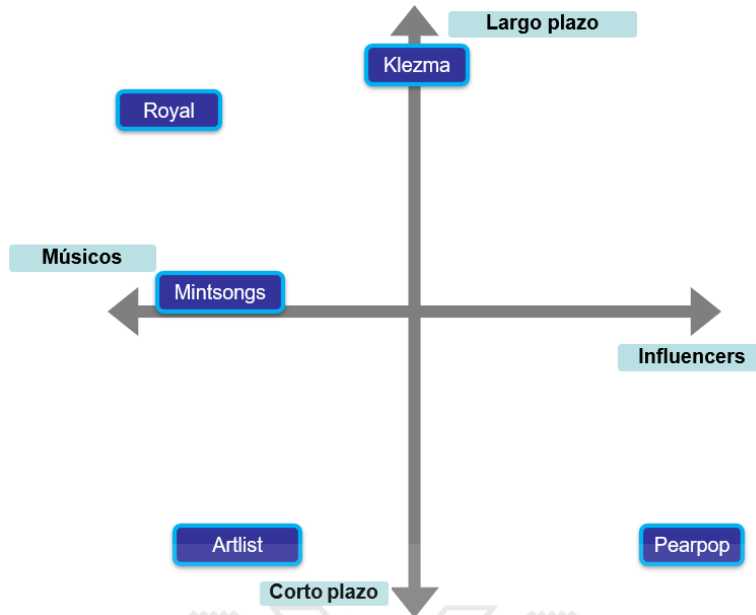 Largo plazo
Klezma
Royal
Músicos
Mintsongs
Influencers
Artlist
Pearpop
Corto plazo